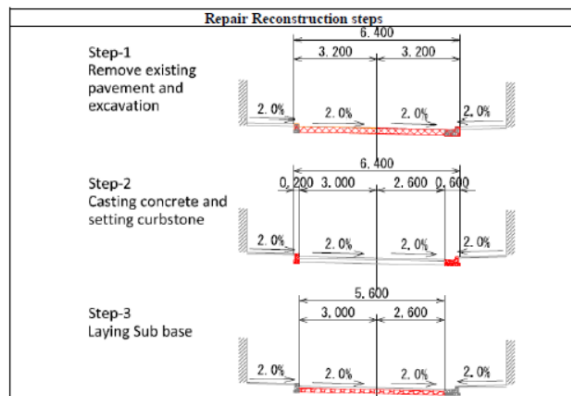 Repair Reconstruction steps
Step-1
Remove existing
pavement and
excavation
6.400
3.200 3.200
2.0% 2.0% 2.0% 2.0%
Step-2
Casting concrete and
setting curbstone
6.400
0.200 3.000 2.600 0.600
2.0% 2.0% 2.0% 2.0%
Step-3
Laying Sub base
5.600
3.000 2.600
2.0% 2.0% 2.0% 2.0%